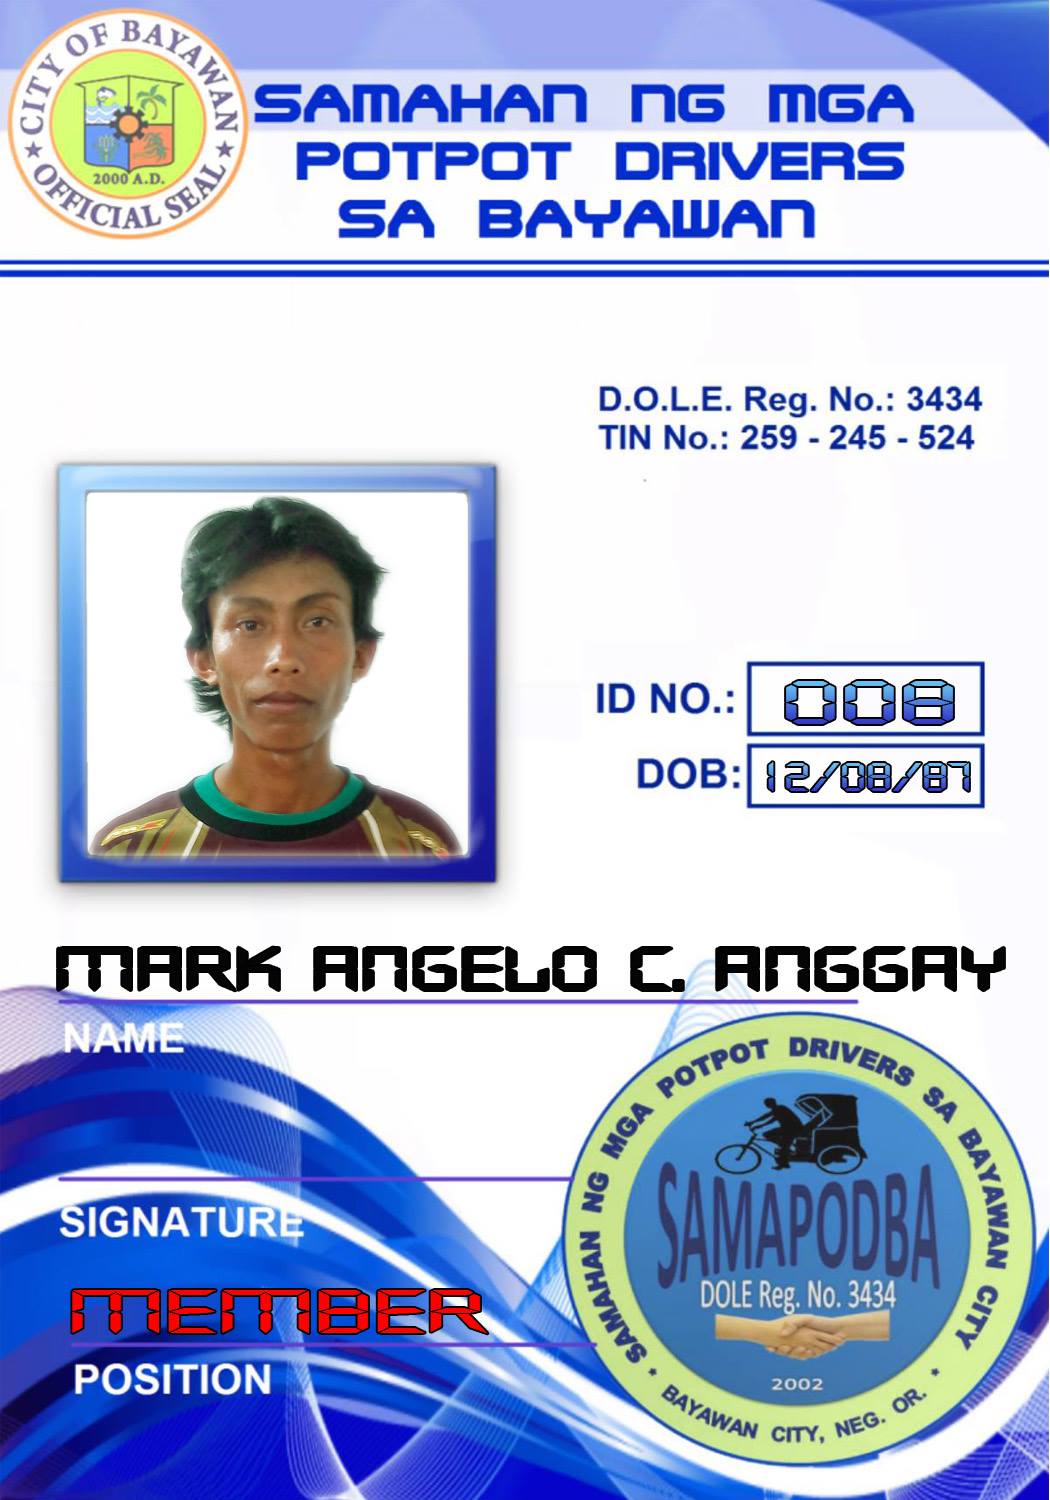 CITY OF BAYAWAN
2000 A.D.
★ OFFICIAL SEAL ★
SAMAHAN NG MGA
POTPOT DRIVERS
SA BAYAWAN
D.O.L.E. Reg. No.: 3434
TIN No.: 259 - 245 - 524
ID NO.: 008
DOB: 12/08/87
MARK ANGELO C. ANGGAY
NAME
SIGNATURE
MEMBER
POSITION
SAMAHAN NG MGA POTPOT DRIVERS SA BAYAWAN CITY
SAMAPODBA
DOLE Reg. No. 3434
2002
* BAYAWAN CITY, NEG. OR. *